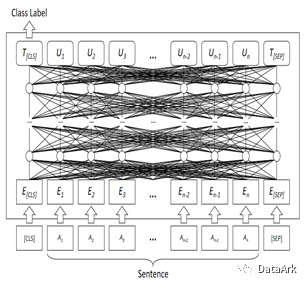 Class Label
T[CLS] U1 U2 U3 ... Un-2 Un-1 Un T[SEP]
... ...
E[CLS] E1 E2 E3 ... En-2 En-1 En E[SEP]
[CLS] A1 A2 A3 ... An-2 An-1 An [SEP]
Sentence
DataArk